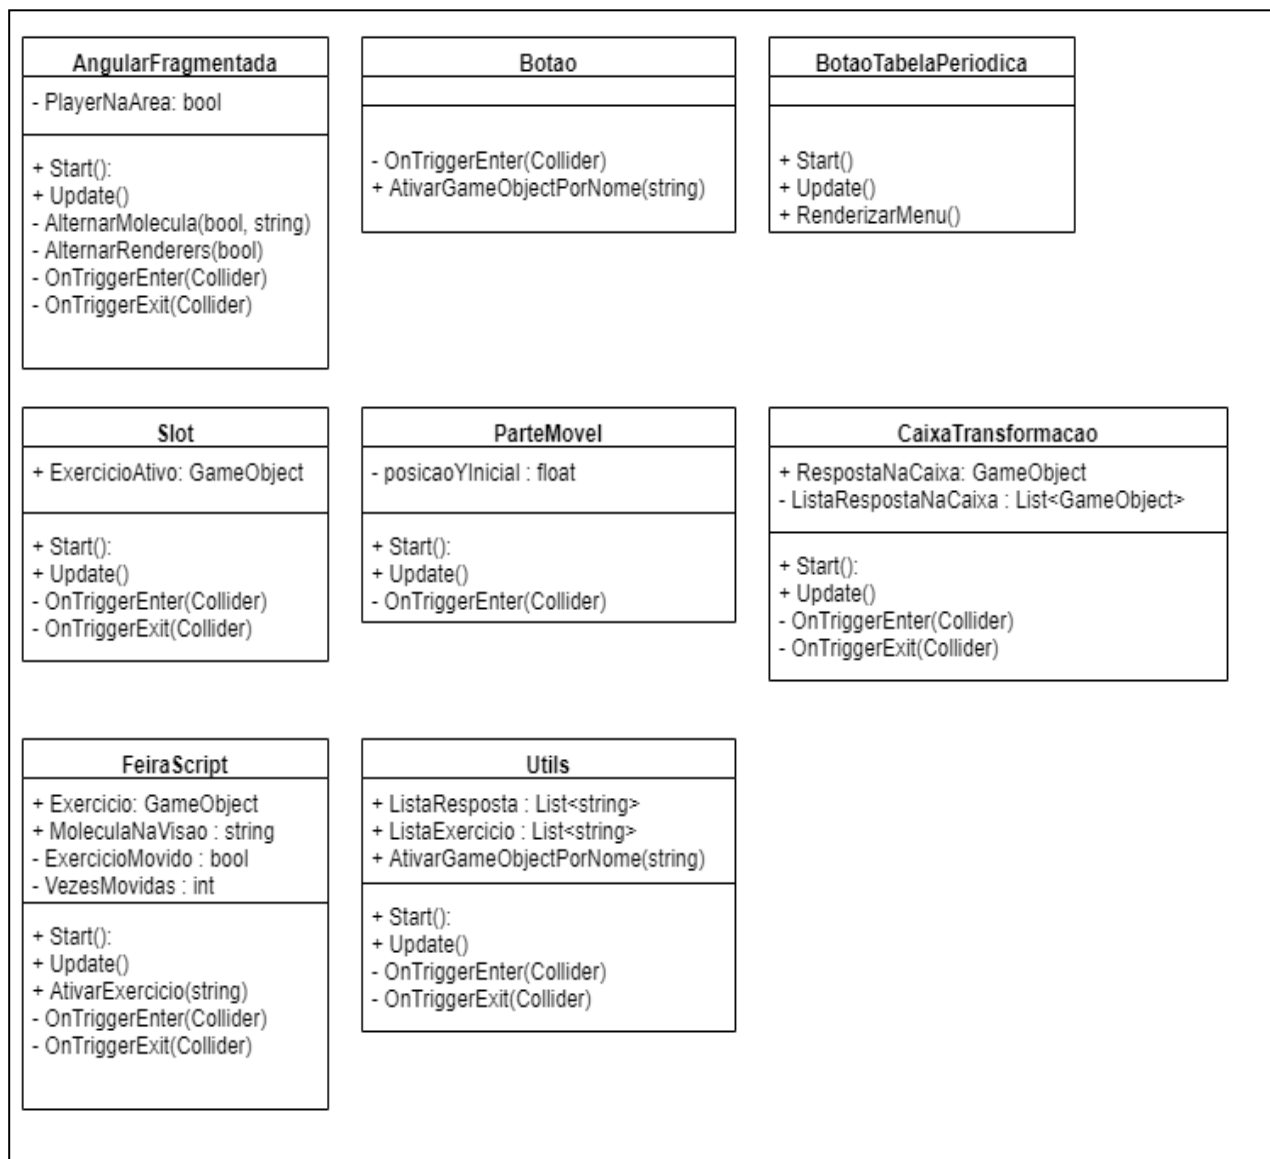 AngularFragmentada
- PlayerNaArea: bool
+ Start():
+ Update()
- AlternarMolecula(bool, string)
- AlternarRenderers(bool)
- OnTriggerEnter(Collider)
- OnTriggerExit(Collider)
Botao
- OnTriggerEnter(Collider)
+ AtivarGameObjectPorNome(string)
BotaoTabelaPeriodica
+ Start()
+ Update()
+ RenderizarMenu()
Slot
+ ExercicioAtivo: GameObject
+ Start():
+ Update()
- OnTriggerEnter(Collider)
- OnTriggerExit(Collider)
ParteMovel
- posicaoYInicial : float
+ Start():
+ Update()
- OnTriggerEnter(Collider)
CaixaTransformacao
+ RespostaNaCaixa: GameObject
- ListaRespostaNaCaixa : List<GameObject>
+ Start():
+ Update()
- OnTriggerEnter(Collider)
- OnTriggerExit(Collider)
FeiraScript
+ Exercicio: GameObject
+ MoleculaNaVisao : string
- ExercicioMovido : bool
- VezesMovidas : int
+ Start():
+ Update()
+ AtivarExercicio(string)
- OnTriggerEnter(Collider)
- OnTriggerExit(Collider)
Utils
+ ListaResposta : List<string>
+ ListaExercicio : List<string>
+ AtivarGameObjectPorNome(string)
+ Start():
+ Update()
- OnTriggerEnter(Collider)
- OnTriggerExit(Collider)